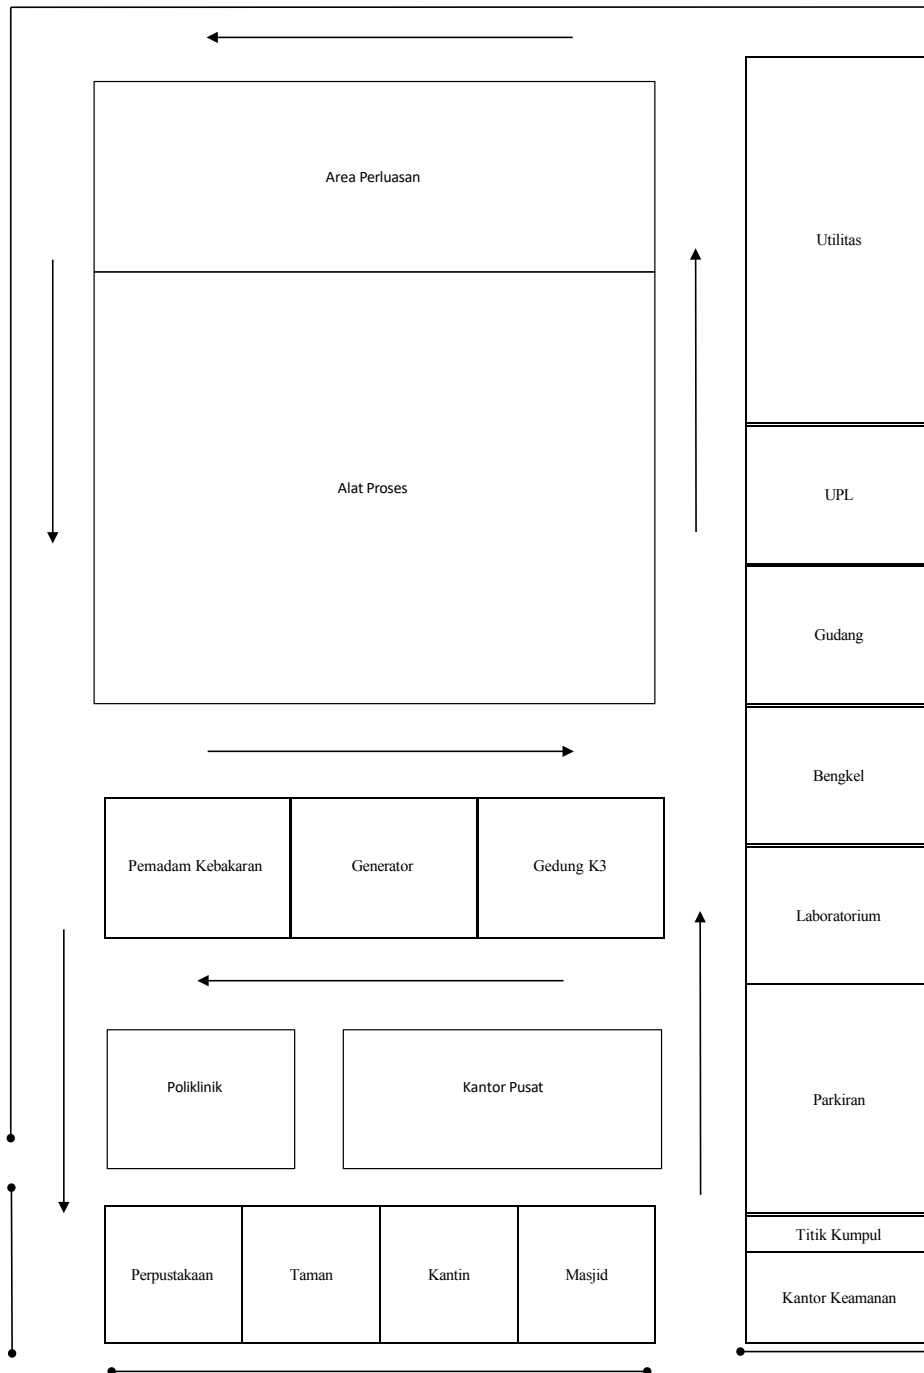 Area Perluasan
Utilitas
Alat Proses
UPL
Gudang
Bengkel
Pemadam Kebakaran
Generator
Gedung K3
Laboratorium
Poliklinik
Kantor Pusat
Parkiran
Titik Kumpul
Perpustakaan
Taman
Kantin
Masjid
Kantor Keamanan